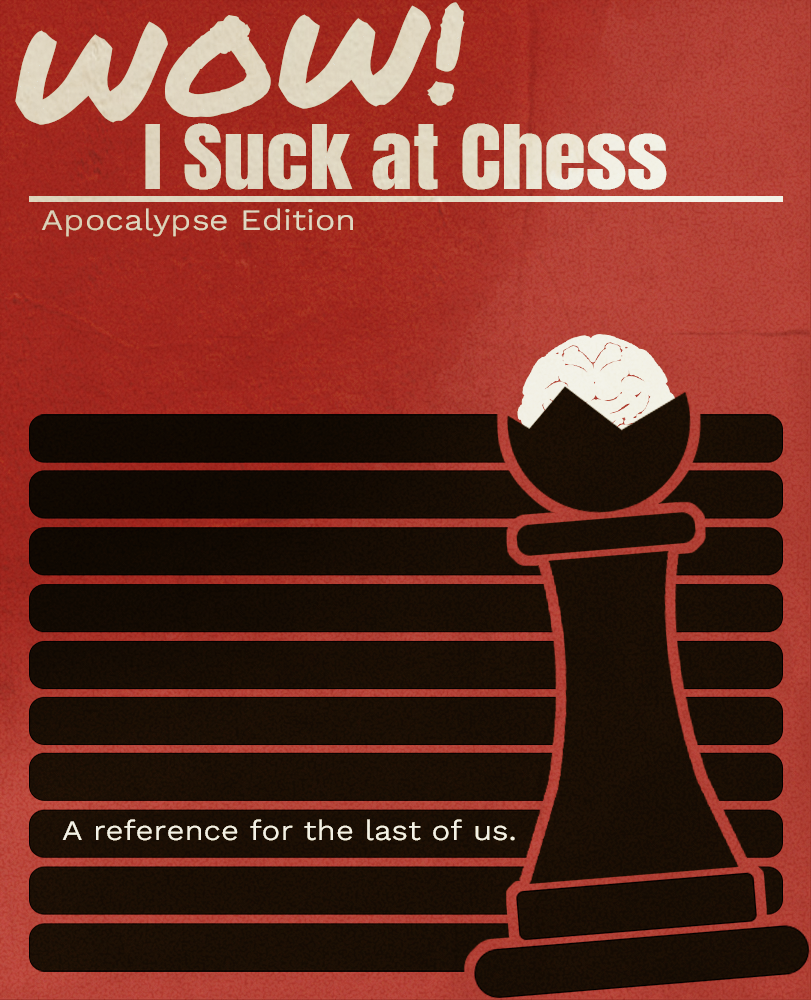 WOW!
I Suck at Chess
Apocalypse Edition
A reference for the last of us.